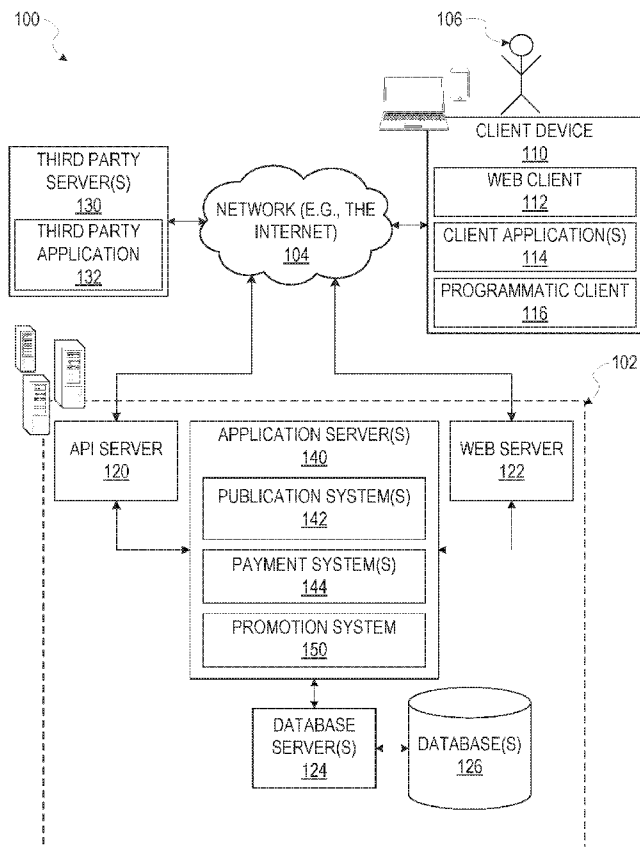 100
106
THIRD PARTY
SERVER(S)
130
THIRD PARTY
APPLICATION
132
NETWORK (E.G., THE
INTERNET)
104
CLIENT DEVICE
110
WEB CLIENT
112
CLIENT APPLICATION(S)
114
PROGRAMMATIC CLIENT
116
102
API SERVER
120
APPLICATION SERVER(S)
140
PUBLICATION SYSTEM(S)
142
PAYMENT SYSTEM(S)
144
PROMOTION SYSTEM
150
WEB SERVER
122
DATABASE
SERVER(S)
124
DATABASE(S)
126